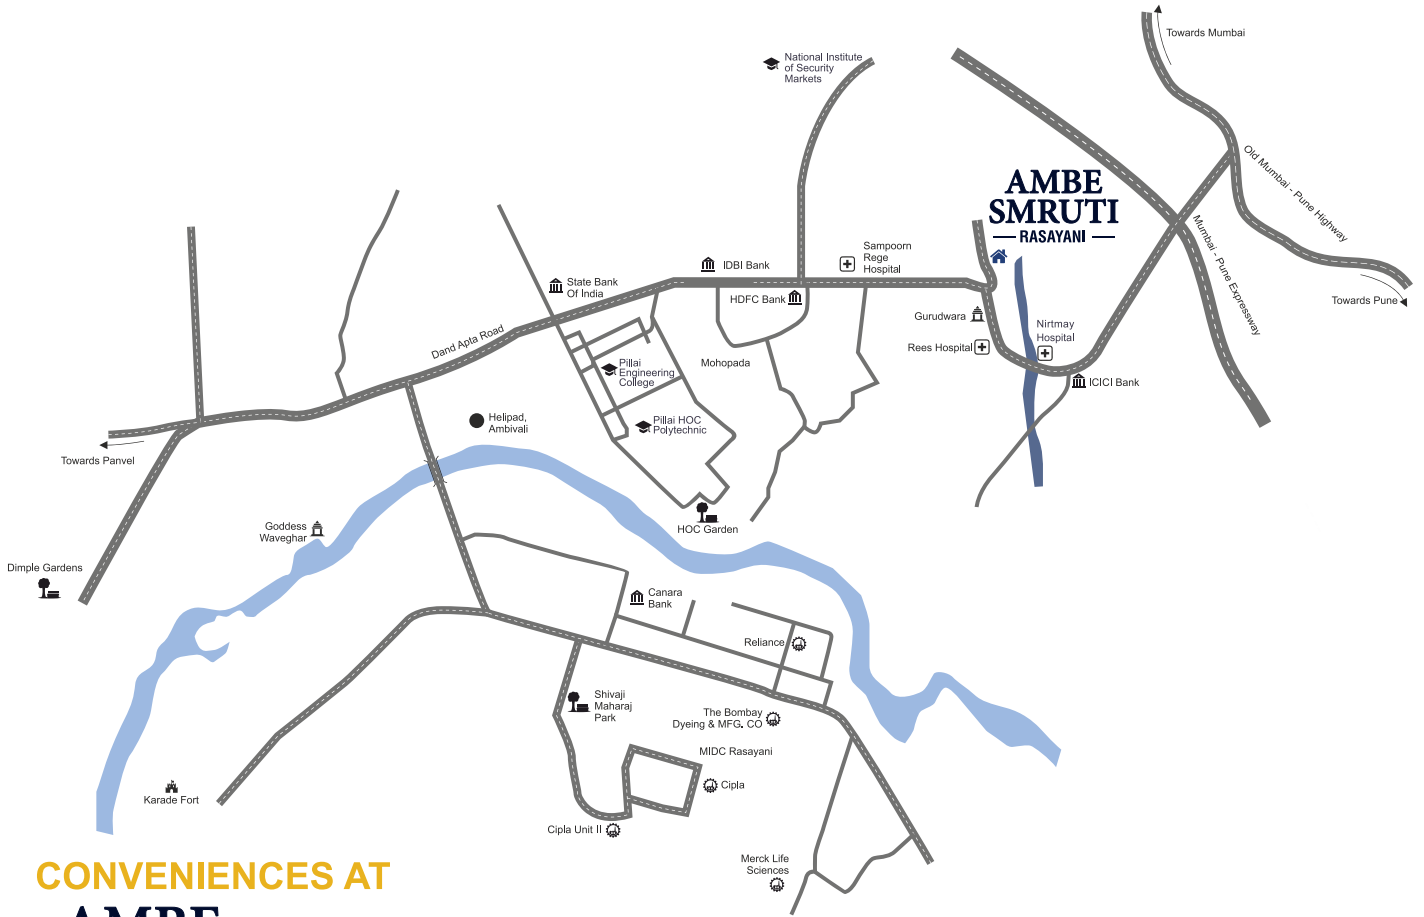 Towards Mumbai
National Institute
of Security
Markets
Old Mumbai - Pune Highway
AMBE
SMRUTI
RASAYANI
Mumbai - Pune Expressway
Sampoorn
Rege
Hospital
IDBI Bank
State Bank
Of India
HDFC Bank
Towards Pune
Gurudwara
Nirtmay
Hospital
Dand Apta Road
Rees Hospital
Mohopada
Pillai
Engineering
College
ICICI Bank
Helipad,
Ambivali
Pillai HOC
Polytechnic
Towards Panvel
Goddess
Waveghar
HOC Garden
Dimple Gardens
Canara
Bank
Reliance
Shivaji
Maharaj
Park
The Bombay
Dyeing & MFG. CO
MIDC Rasayani
Cipla
Karade Fort
Cipla Unit II
Merck Life
Sciences
CONVENIENCES AT
AMBE